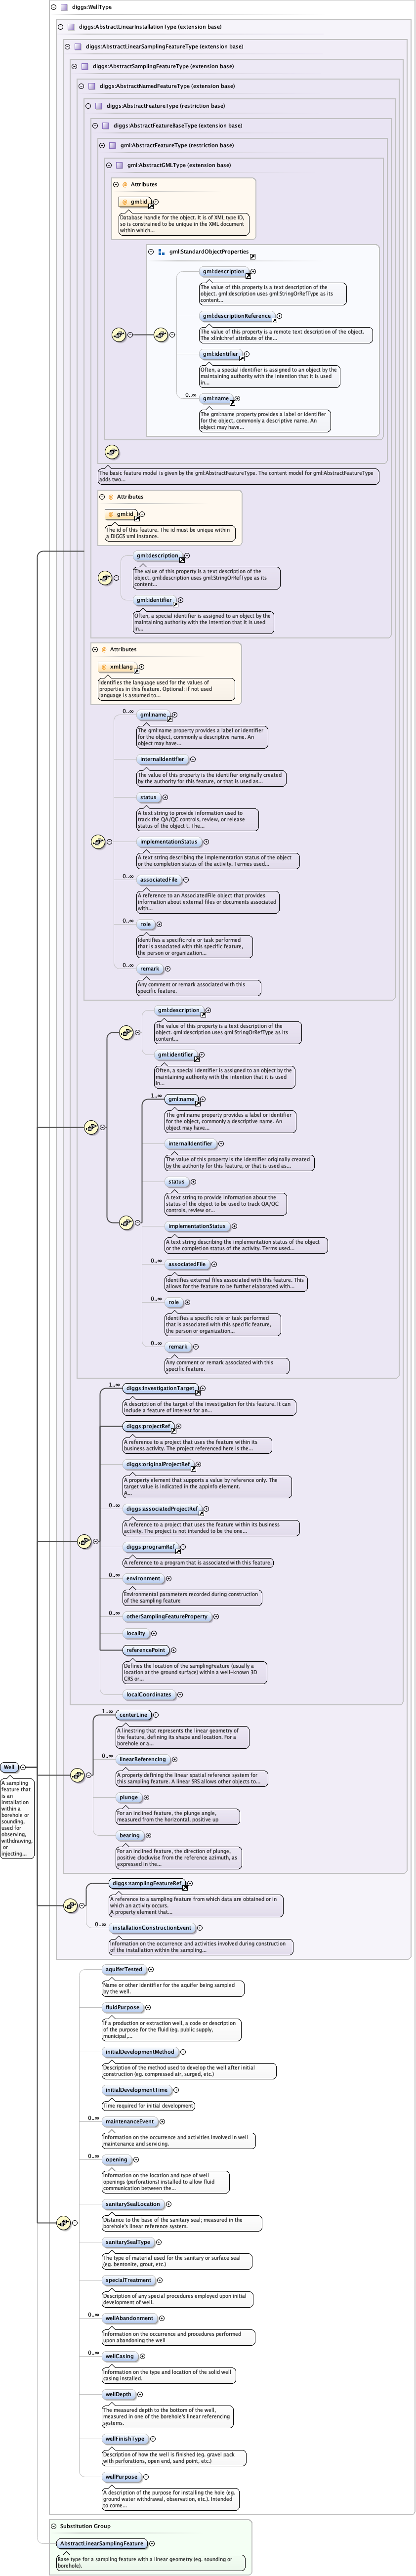 diggs:WellType
diggs:AbstractLinearInstallationType (extension base)
diggs:AbstractLinearSamplingFeatureType (extension base)
diggs:AbstractSamplingFeatureType (extension base)
diggs:AbstractNamedFeatureType (extension base)
diggs:AbstractFeatureType (restriction base)
diggs:AbstractFeatureBaseType (extension base)
gml:AbstractFeatureType (restriction base)
gml:AbstractGMLType (extension base)
Attributes
gml:id
Database handle for the object. It is of XML type ID,
so is constrained to be unique in the XML document
within which...
gml:StandardObjectProperties
gml:description
The value of this property is a text description of the
object. gml:description uses gml:StringOrRefType as its
content...
gml:descriptionReference
The value of this property is a remote text description of the object.
The xlink:href attribute of the...
gml:identifier
Often, a special identifier is assigned to an object by the
maintaining authority with the intention that it is used
in...
0..∞
gml:name
The gml:name property provides a label or identifier
for the object, commonly a descriptive name. An
object may have...
The basic feature model is given by the gml:AbstractFeatureType. The content model for gml:AbstractFeatureType
adds two...
Attributes
gml:id
The id of this feature. The id must be unique within
a DIGGS xml instance.
gml:description
The value of this property is a text description of the
object. gml:description uses gml:StringOrRefType as its
content...
gml:identifier
Often, a special identifier is assigned to an object by the
maintaining authority with the intention that it is used
in...
Attributes
xml:lang
Identifies the language used for the values of
properties in this feature. Optional; if not used
language is assumed to...
0..∞
gml:name
The gml:name property provides a label or identifier
for the object, commonly a descriptive name. An
object may have...
internalIdentifier
The value of this property is the identifier originally created
by the authority for this feature, or that is used as...
status
A text string to provide information used to
track the QA/QC controls, review, or release
status of the object t. The...
implementationStatus
A text string describing the implementation status of the object
or the completion status of the activity. Termes used...
0..∞
associatedFile
A reference to an AssociatedFile object that provides
information about external files or documents associated
with...
0..∞
role
Identifies a specific role or task performed
that is associated with this specific feature,
the person or organization...
0..∞
remark
Any comment or remark associated with this
specific feature.
gml:description
The value of this property is a text description of the
object. gml:description uses gml:StringOrRefType as its
content...
gml:identifier
Often, a special identifier is assigned to an object by the
maintaining authority with the intention that it is used
in...
1..∞
gml:name
The gml:name property provides a label or identifier
for the object, commonly a descriptive name. An
object may have...
internalIdentifier
The value of this property is the identifier originally created
by the authority for this feature, or that is used as...
status
A text string to provide information about the
status of the object to be used to track QA/QC
controls, review or...
implementationStatus
A text string describing the implementation status of the object
or the completion status of the activity. Terms used...
0..∞
associatedFile
Identifies external files associated with this feature. This
allows for the feature to be further elaborated with...
0..∞
role
Identifies a specific role or task performed
that is associated with this specific feature,
the person or organization...
0..∞
remark
Any comment or remark associated with this
specific feature.
1..∞
diggs:investigationTarget
A description of the target of the investigation for this feature. It can
include a feature of interest for an...
diggs:projectRef
A reference to a project that uses the feature within its
business activity. The project referenced here is the...
diggs:originalProjectRef
A property element that supports a value by reference only. The
target value is indicated in the appinfo element.
A...
0..∞
diggs:associatedProjectRef
A reference to a project that uses the feature within its business
activity. The project is not intended to be the one...
diggs:programRef
A reference to a program that is associated with this feature.
0..∞
environment
Environmental parameters recorded during construction
of the sampling feature
0..∞
otherSamplingFeatureProperty
locality
referencePoint
Defines the location of the samplingFeature (usually a
location at the ground surface) within a well-known 3D
CRS or...
localCoordinates
1..∞
centerLine
A linestring that represents the linear geometry of
the feature, defining its shape and location. For
a borehole or a...
0..∞
linearReferencing
A property defining the linear spatial reference system for
this sampling feature. A linear SRS allows other objects to...
plunge
For an inclined feature, the plunge angle,
measured from the horizontal, positive up
bearing
For an inclined feature, the direction of plunge,
positive clockwise from the reference azimuth, as
expressed in the...
Well
A sampling
feature that
is an
installation
within a
borehole or
sounding,
used for
observing,
withdrawing,
or
injecting...
diggs:samplingFeatureRef
A reference to a sampling feature from which data are obtained or in
which an activity occurs.
A property element that...
0..∞
installationConstructionEvent
Information on the occurrence and activities involved during construction
of the installation within the sampling...
aquiferTested
Name or other identifier for the aquifer being sampled
by the well.
fluidPurpose
If a production or extraction well, a code or description
of the purpose for the fluid (eg. public supply,
municipal,...
initialDevelopmentMethod
Description of the method used to develop the well after initial
construction (eg. compressed air, surged, etc.)
initialDevelopmentTime
Time required for initial development
0..∞
maintenanceEvent
Information on the occurrence and activities involved in well
maintenance and servicing.
0..∞
opening
Information on the location and type of well
openings (perforations) installed to allow fluid
communication between the...
sanitarySealLocation
Distance to the base of the sanitary seal; measured in the
borehole's linear reference system.
sanitarySealType
The type of material used for the sanitary or surface seal
(eg. bentonite, grout, etc.)
specialTreatment
Description of any special procedures employed upon initial
development of well.
0..∞
wellAbandonment
Information on the occurrence and procedures performed
upon abandoning the well
0..∞
wellCasing
Information on the type and location of the solid well
casing installed.
wellDepth
The measured depth to the bottom of the well,
measured in one of the borehole's linear referencing
systems.
wellFinishType
Description of how the well is finished (eg. gravel pack
with perforations, open end, sand point, etc.)
wellPurpose
A description of the purpose for installing the hole (eg.
ground water withdrawal, observation, etc.). Intended
to come...
Substitution Group
AbstractLinearSamplingFeature
Base type for a sampling feature with a linear geometry (eg. sounding or
borehole).